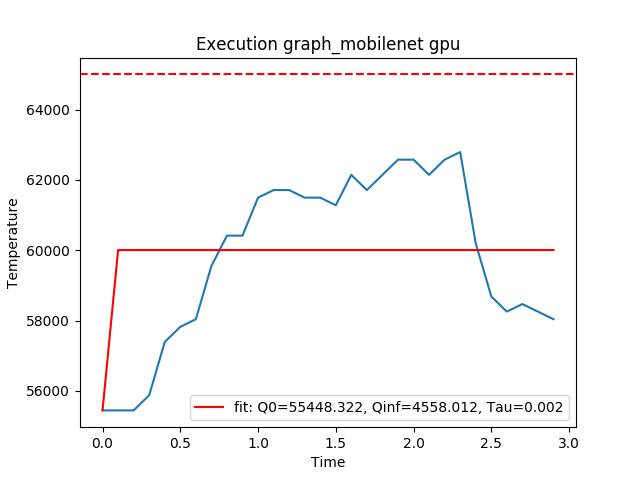 Execution graph_mobilenet gpu
64000
62000
60000
58000
56000
Temperature
fit: Q0=55448.322, Qinf=4558.012, Tau=0.002
0.0 0.5 1.0 1.5 2.0 2.5 3.0
Time